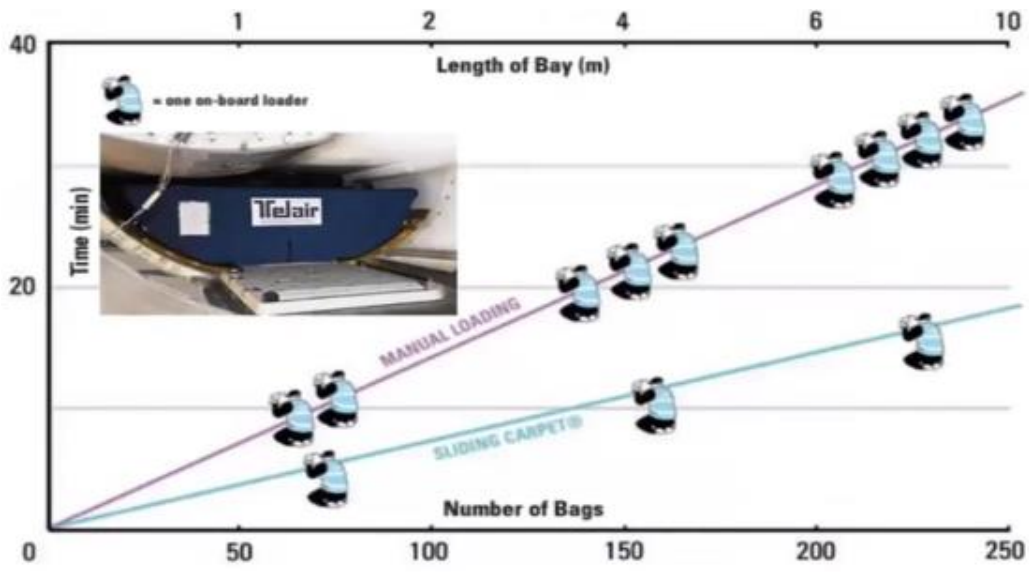 1 2 4 6 10
40
Length of Bay (m)
= one on-board loader
Telair
Time (min)
20
MANUAL LOADING
SLIDING CARPET®
Number of Bags
0 50 100 150 200 250